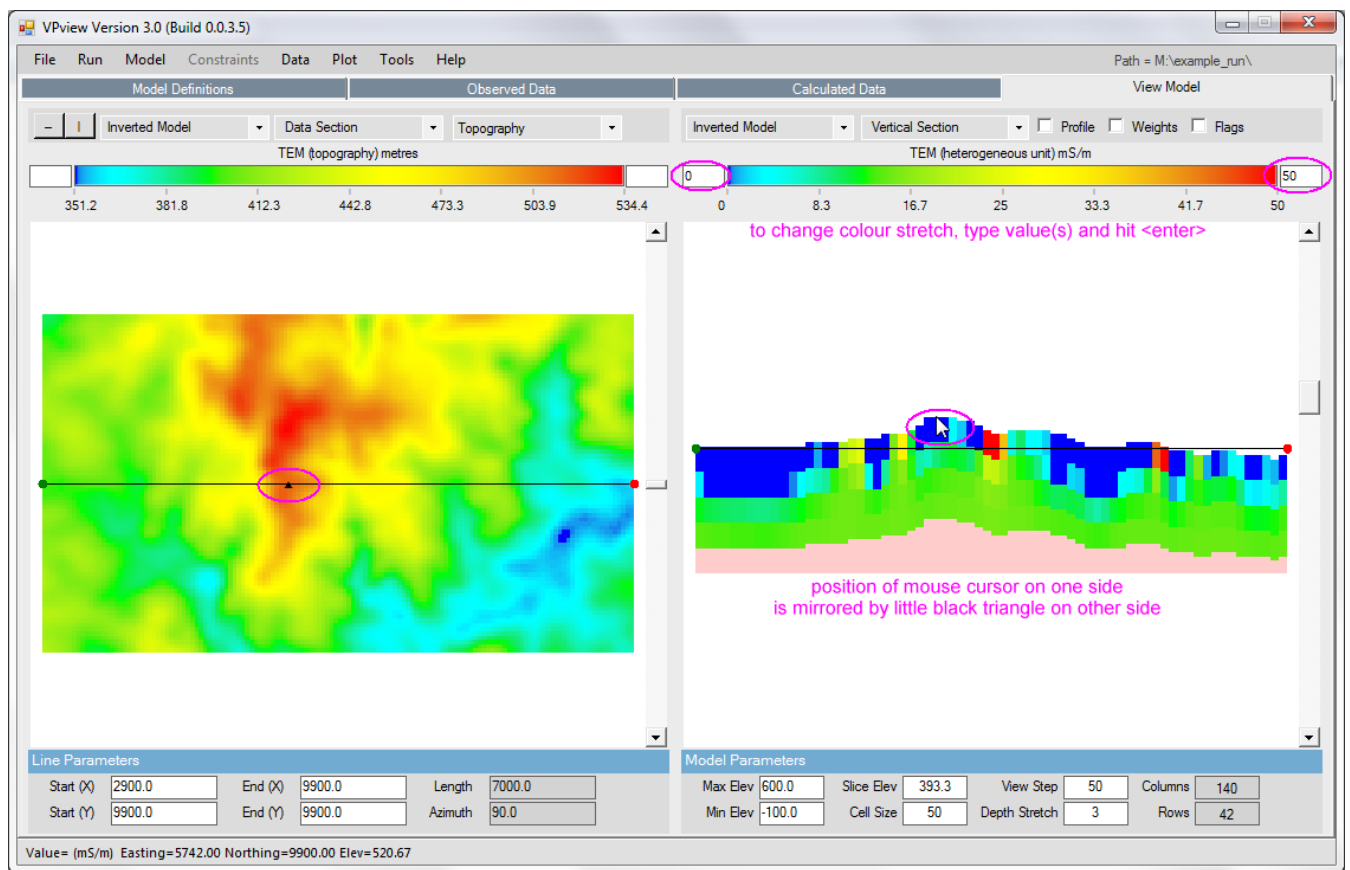 VPview Version 3.0 (Build 0.0.3.5)
File Run Model Constraints Data Plot Tools Help Path = M:\example_run\
Model Definitions Observed Data Calculated Data View Model
– | Inverted Model Data Section Topography
Inverted Model Vertical Section Profile Weights Flags
TEM (topography) metres
351.2 381.8 412.3 442.8 473.3 503.9 534.4
TEM (heterogeneous unit) mS/m
0 50
0 8.3 16.7 25 33.3 41.7 50
to change colour stretch, type value(s) and hit <enter>
position of mouse cursor on one side
is mirrored by little black triangle on other side
Line Parameters
Start (X) 2900.0 End (X) 9900.0 Length 7000.0
Start (Y) 9900.0 End (Y) 9900.0 Azimuth 90.0
Model Parameters
Max Elev 600.0 Slice Elev 393.3 View Step 50 Columns 140
Min Elev -100.0 Cell Size 50 Depth Stretch 3 Rows 42
Value= (mS/m) Easting=5742.00 Northing=9900.00 Elev=520.67